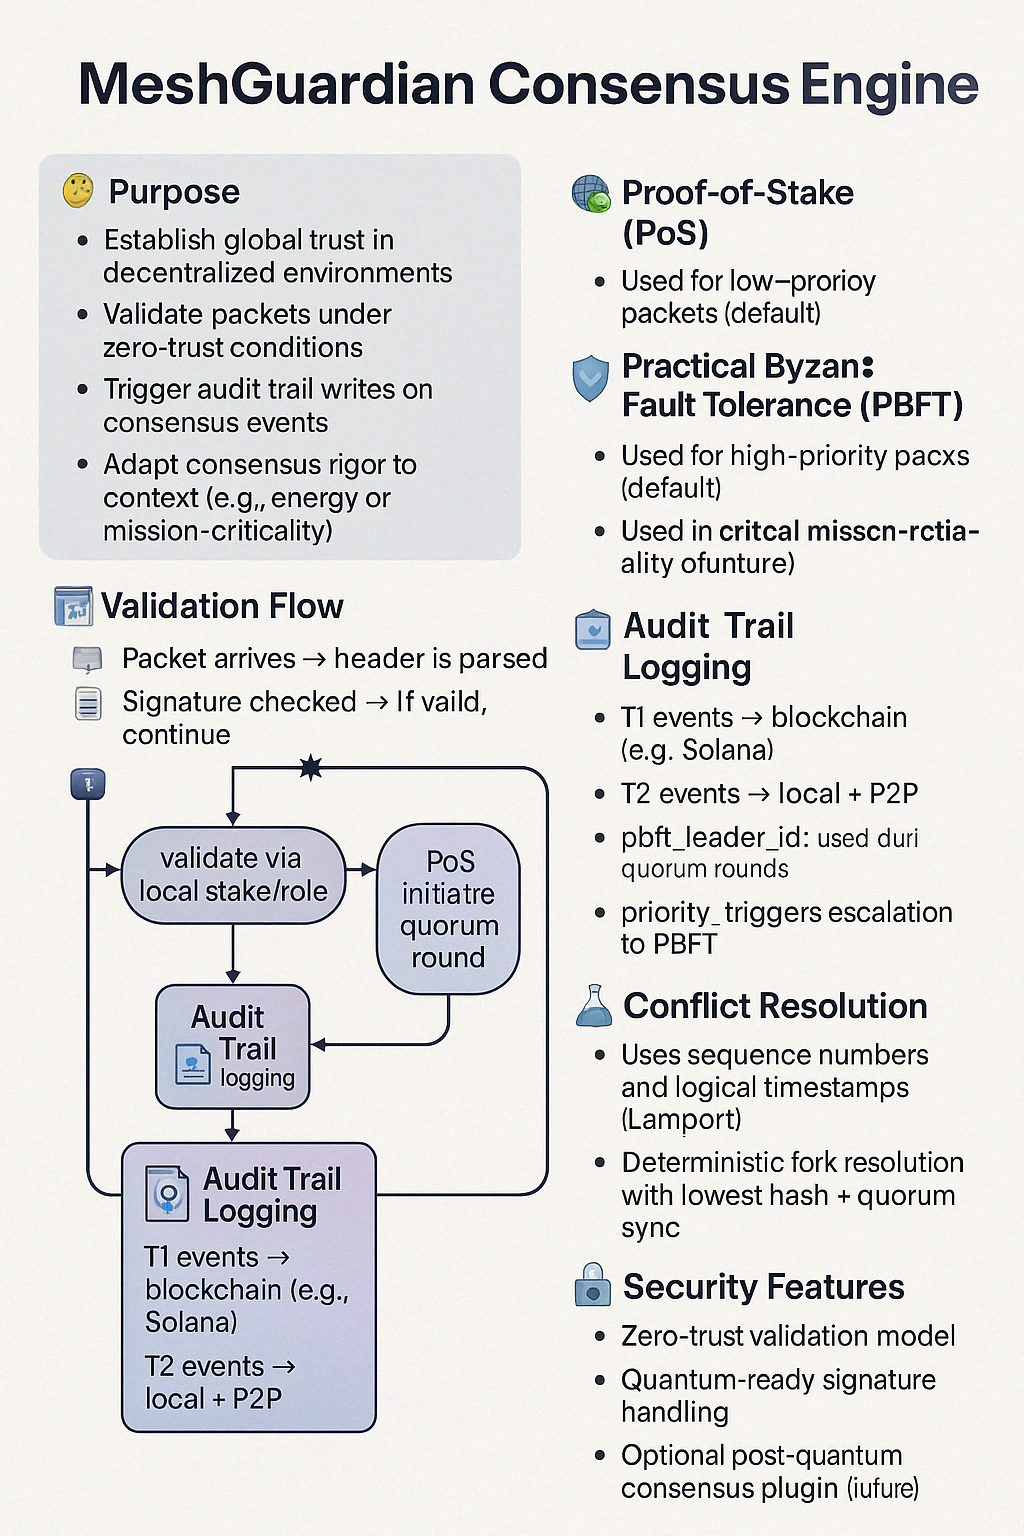 MeshGuardian Consensus Engine
Purpose
• Establish global trust in
decentralized environments
• Validate packets under
zero-trust conditions
• Trigger audit trail writes on
consensus events
• Adapt consensus rigor to
context (e.g,, energy or
mission-criticality)
Validation Flow
Packet arrives → header is parsed
Signature checked → If vaild,
continue
validate via
local stake/role
PoS
initiatre
quorum
round
Audit
Trail
logging
Audit Trail
Logging
T1 events →
blockchain (e.g.,
Solana)
T2 events →
local + P2P
Proof-of-Stake
(PoS)
• Used for low–prorioy
packets (default)
Practical Byzan:
Fault Tolerance (PBFT)
• Used for high-priority pacxs
(default)
• Used in critcal misscn-rctia-
ality ofunture)
Audit Trail
Logging
• T1 events → blockchain
(e.g. Solana)
• T2 events → local + P2P
• pbft_leader_id: used duri
quorum rounds
• priority_triggers escalation
to PBFT
Conflict Resolution
• Uses sequence numbers
and logical timestamps
(Lamport)
• Deterministic fork resolution
with lowest hash + quorum
sync
Security Features
• Zero-trust validation model
• Quantum-ready signature
handling
• Optional post-quantum
consensus plugin (iufure)